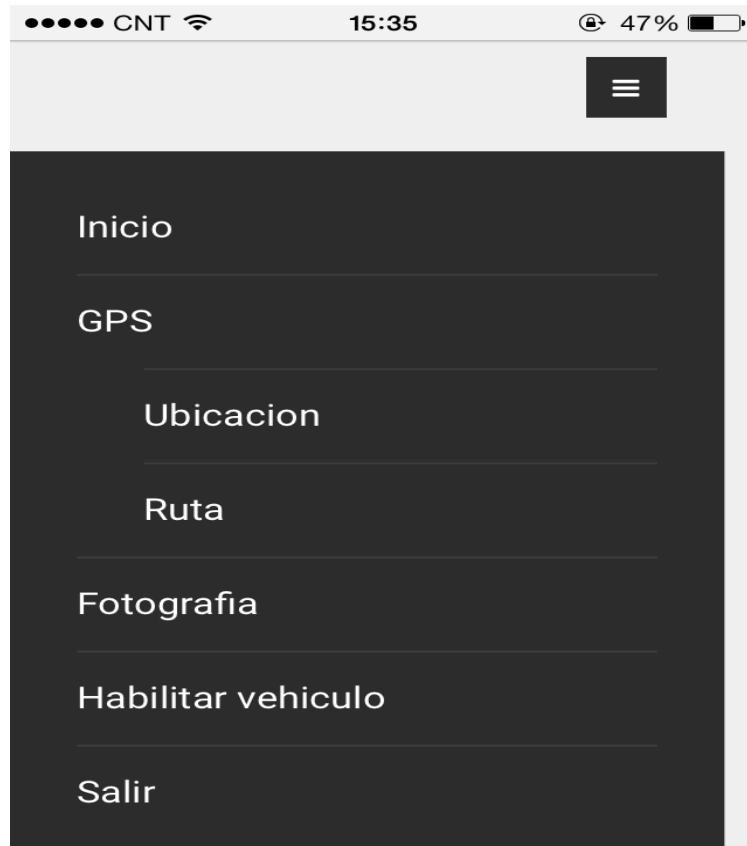 CNT 15:35 47%
Inicio
GPS
Ubicacion
Ruta
Fotografia
Habilitar vehiculo
Salir